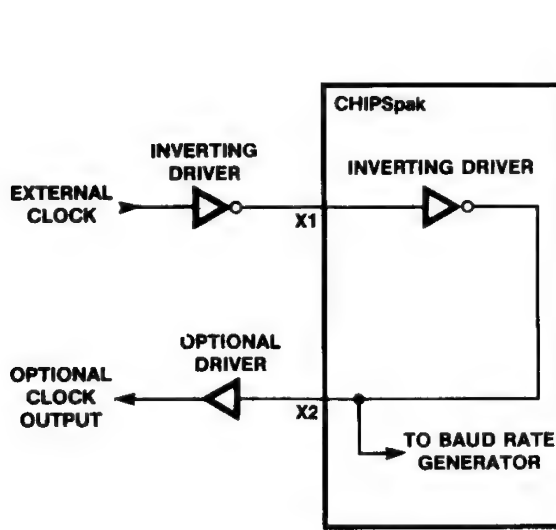 CHIPSpak
INVERTING
DRIVER
INVERTING DRIVER
EXTERNAL
CLOCK
X1
OPTIONAL
DRIVER
OPTIONAL
CLOCK
OUTPUT
X2
TO BAUD RATE
GENERATOR